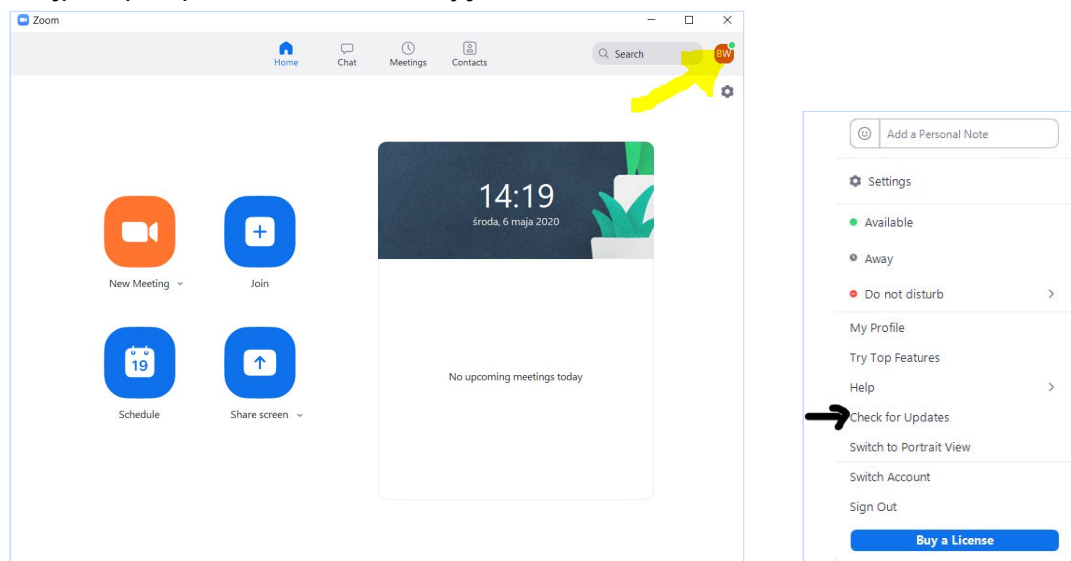 Zoom
Home
Chat
Meetings
Contacts
Search
BW
14:19
środa, 6 maja 2020
New Meeting
Join
19
Schedule
Share screen
No upcoming meetings today
Add a Personal Note
Settings
Available
Away
Do not disturb
My Profile
Try Top Features
Help
Check for Updates
Switch to Portrait View
Switch Account
Sign Out
Buy a License